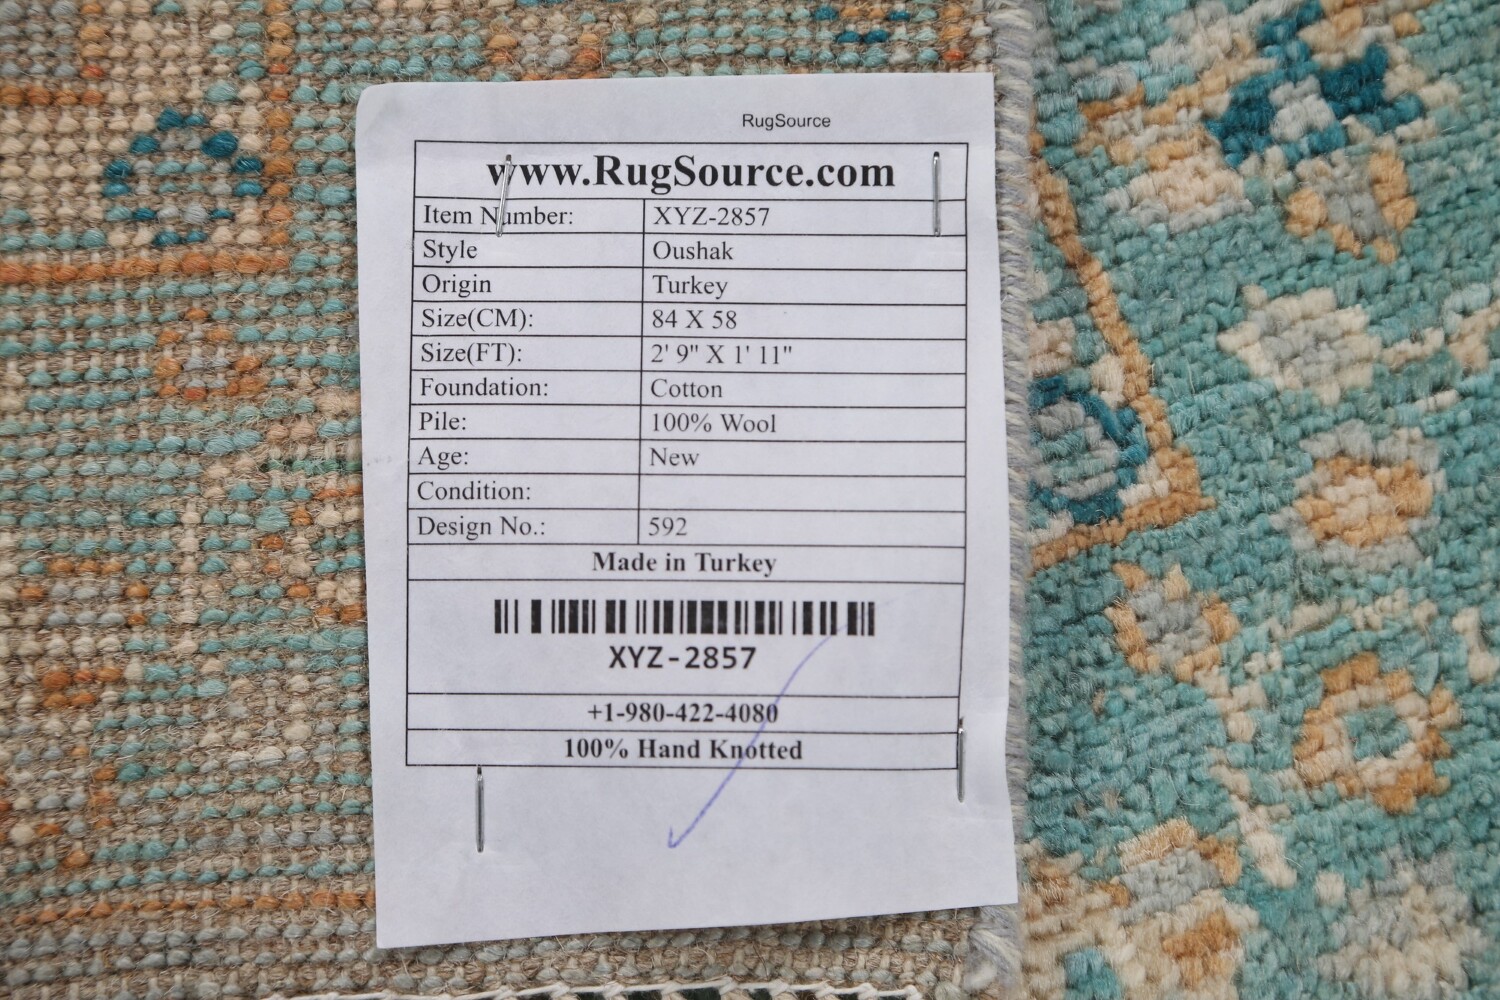 RugSource
www.RugSource.com
Item Number: XYZ-2857
Style Oushak
Origin Turkey
Size(CM): 84 X 58
Size(FT): 2' 9" X 1' 11"
Foundation: Cotton
Pile: 100% Wool
Age: New
Condition:
Design No.: 592
Made in Turkey
XYZ-2857
+1-980-422-4080
100% Hand Knotted